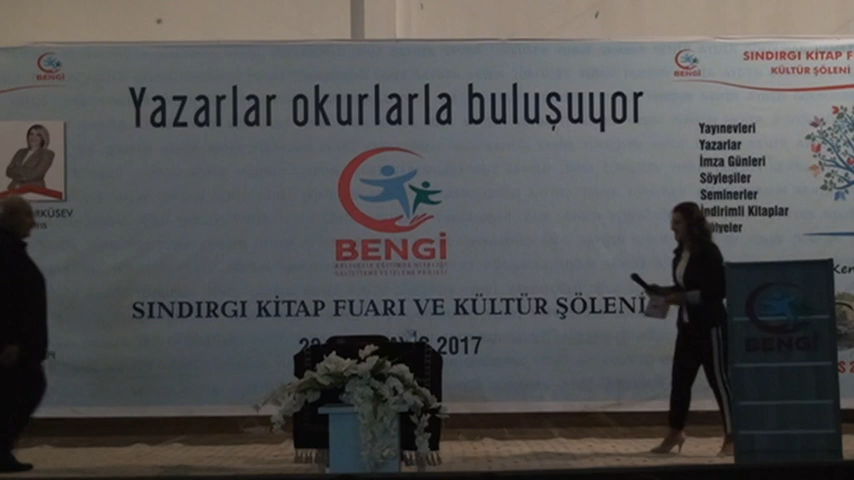 BENGİ
BENGİ
SINDIRGI KİTAP F
KÜLTÜR ŞÖLENİ
Yazarlar okurlarla buluşuyor
Yayınevleri
Yazarlar
İmza Günleri
Söyleşiler
Seminerler
İndirimli Kitaplar
RKÜSEV
BENGİ
SINDIRGI KİTAP FUARI VE KÜLTÜR ŞÖLENİ
2017
BENGİ